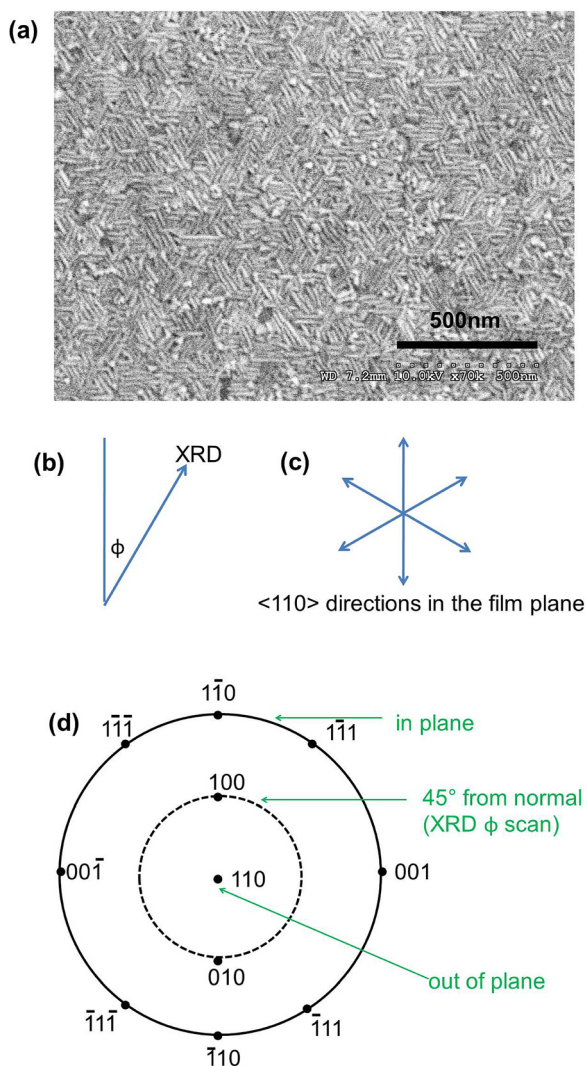 (a)
500nm
WD 7.2mm 10.0kV x70k 500nm
(b)
XRD
ϕ
(c)
<110> directions in the film plane
(d)
11̅0
11̅1̅
11̅1
in plane
100
45° from normal
(XRD ϕ scan)
001̅
110
001
010
out of plane
1̅11̅
1̅11
1̅10